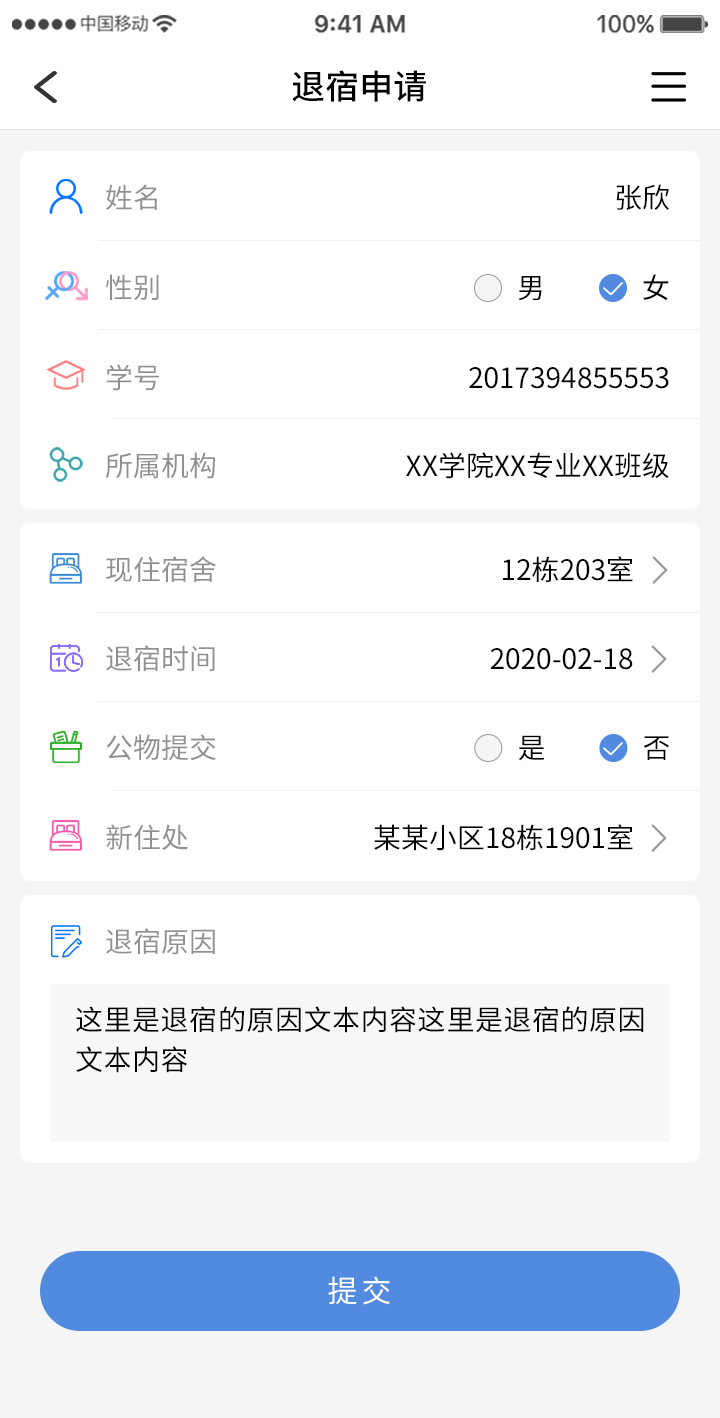 中国移动 9:41 AM 100%
退宿申请
姓名 张欣
性别 男 女
学号 2017394855553
所属机构 XX学院XX专业XX班级
现住宿舍 12栋203室
退宿时间 2020-02-18
公物提交 是 否
新住处 某某小区18栋1901室
退宿原因
这里是退宿的原因文本内容这里是退宿的原因
文本内容
提交